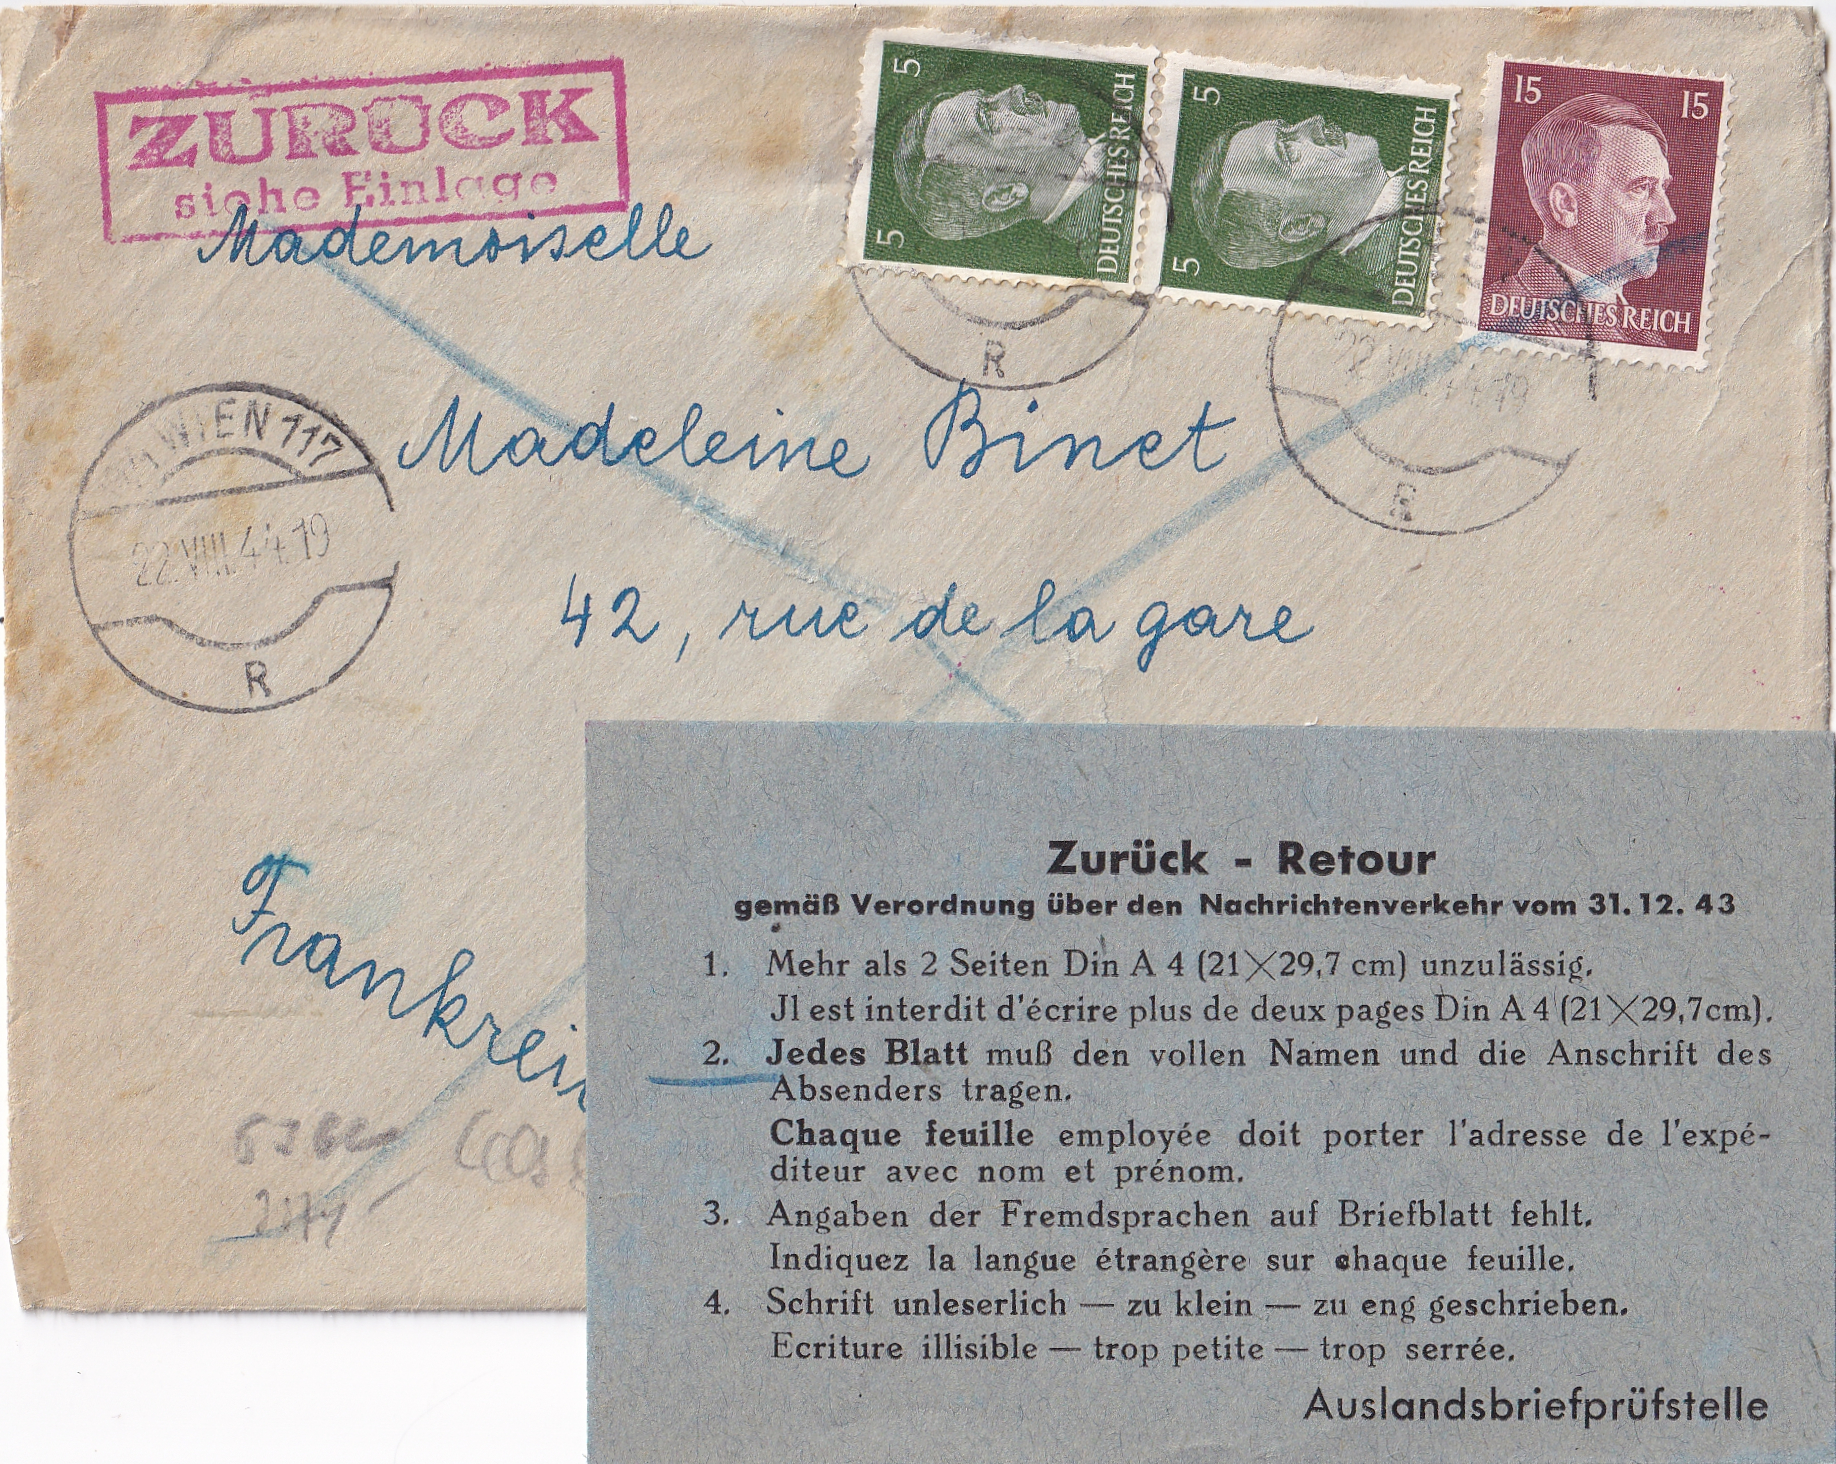 ZURÜCK
siehe Einlage
5
5
DEUTSCHES REICH
5
5
DEUTSCHES REICH
15
15
DEUTSCHES REICH
Mademoiselle
Madeleine Binet
42, rue de la gare
WIEN 117
22.VIII.44.19
R
R
22.VIII.44.19
R
Zurück - Retour
gemäß Verordnung über den Nachrichtenverkehr vom 31.12.43
1. Mehr als 2 Seiten Din A 4 (21×29,7 cm) unzulässig.
Jl est interdit d'écrire plus de deux pages Din A 4 (21×29,7cm).
2. Jedes Blatt muß den vollen Namen und die Anschrift des
Absenders tragen.
Chaque feuille employée doit porter l'adresse de l'expé-
diteur avec nom et prénom.
3. Angaben der Fremdsprachen auf Briefblatt fehlt.
Indiquez la langue étrangère sur chaque feuille.
4. Schrift unleserlich — zu klein — zu eng geschrieben.
Ecriture illisible — trop petite — trop serrée.
Auslandsbriefprüfstelle
Frankrei